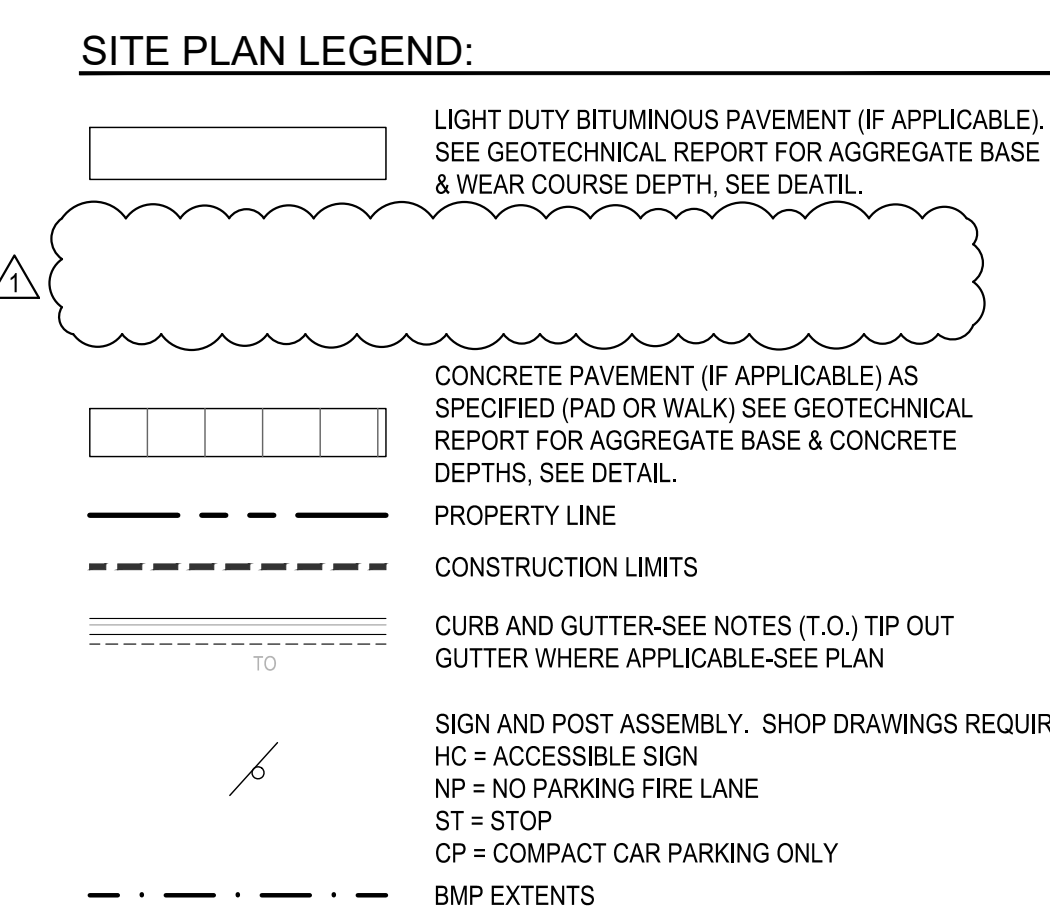 SITE PLAN LEGEND:
LIGHT DUTY BITUMINOUS PAVEMENT (IF APPLICABLE).
SEE GEOTECHNICAL REPORT FOR AGGREGATE BASE
& WEAR COURSE DEPTH, SEE DEATIL.
1
CONCRETE PAVEMENT (IF APPLICABLE) AS
SPECIFIED (PAD OR WALK) SEE GEOTECHNICAL
REPORT FOR AGGREGATE BASE & CONCRETE
DEPTHS, SEE DETAIL.
PROPERTY LINE
CONSTRUCTION LIMITS
CURB AND GUTTER-SEE NOTES (T.O.) TIP OUT
GUTTER WHERE APPLICABLE-SEE PLAN
TO
SIGN AND POST ASSEMBLY. SHOP DRAWINGS REQUIR
HC = ACCESSIBLE SIGN
NP = NO PARKING FIRE LANE
ST = STOP
CP = COMPACT CAR PARKING ONLY
BMP EXTENTS